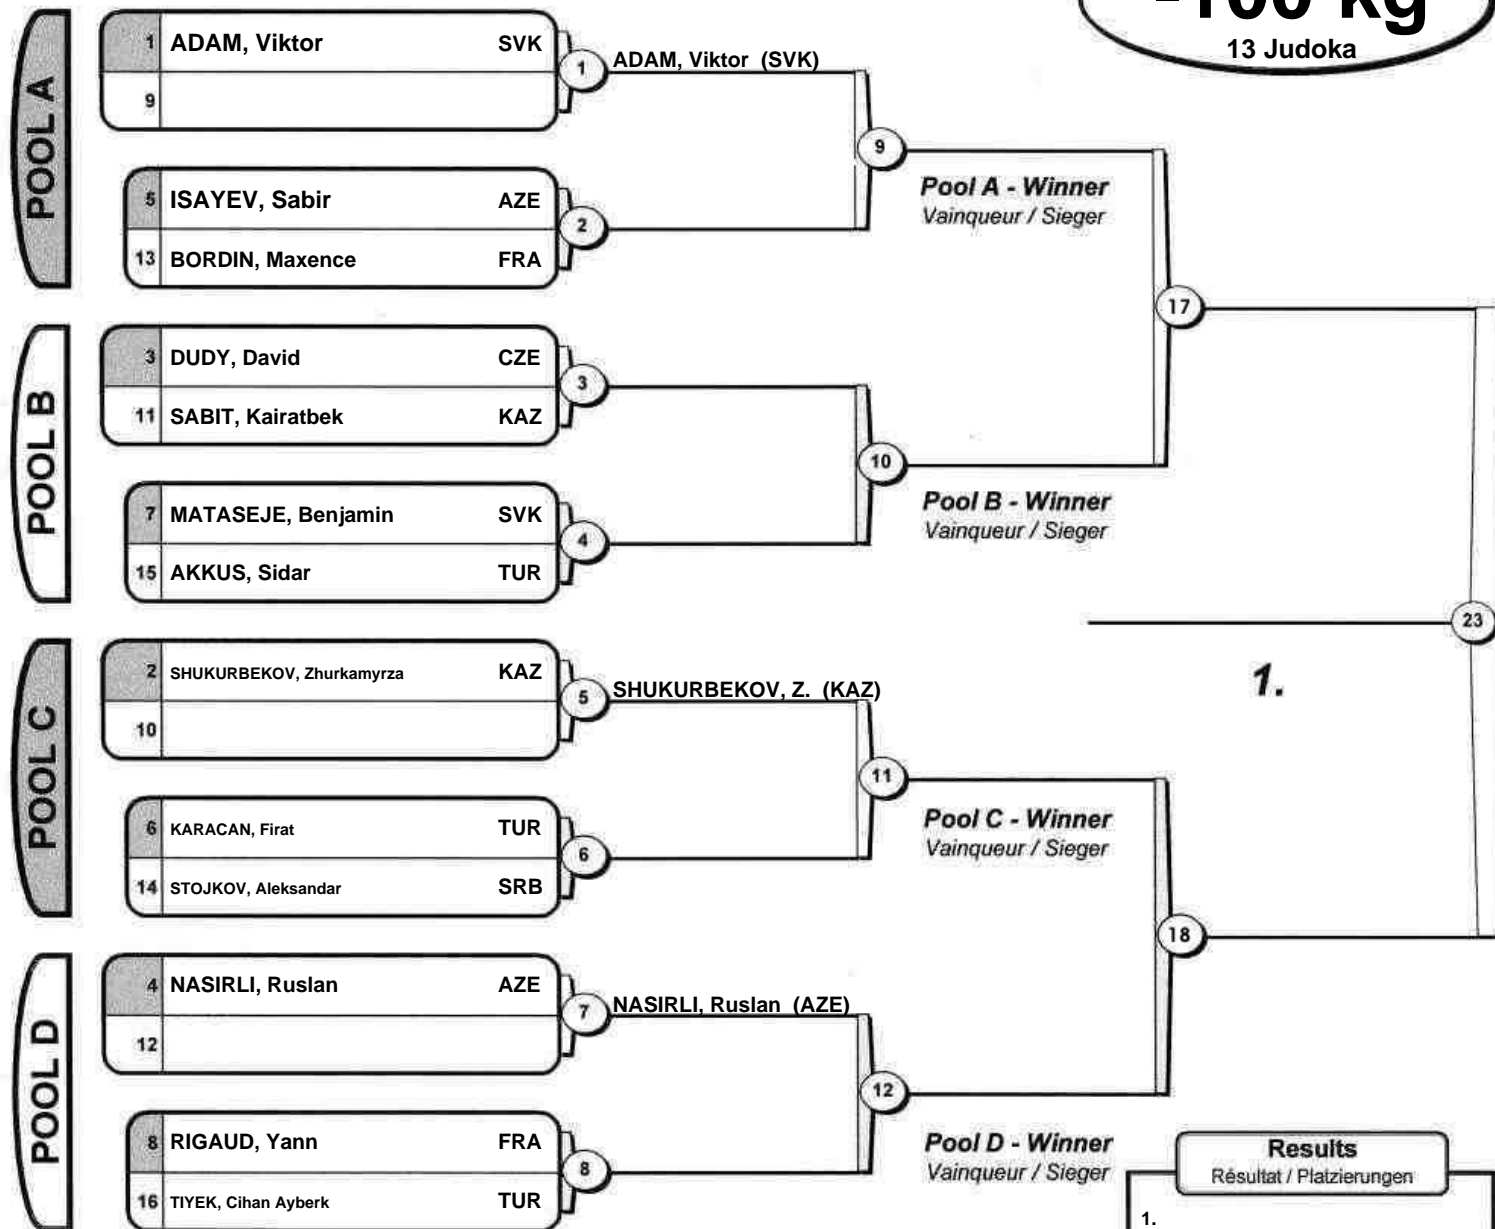 -100 kg
13 Judoka
POOL A
1 ADAM, Viktor SVK
9
1 ADAM, Viktor (SVK)
5 ISAYEV, Sabir AZE
13 BORDIN, Maxence FRA
2
9
Pool A - Winner
Vainqueur / Sieger
POOL B
3 DUDY, David CZE
11 SABIT, Kairatbek KAZ
3
7 MATASEJE, Benjamin SVK
15 AKKUS, Sidar TUR
4
10
Pool B - Winner
Vainqueur / Sieger
17
POOL C
2 SHUKURBEKOV, Zhurkamyrza KAZ
10
5 SHUKURBEKOV, Z. (KAZ)
6 KARACAN, Firat TUR
14 STOJKOV, Aleksandar SRB
6
11
Pool C - Winner
Vainqueur / Sieger
POOL D
4 NASIRLI, Ruslan AZE
12
7 NASIRLI, Ruslan (AZE)
8 RIGAUD, Yann FRA
16 TIYEK, Cihan Ayberk TUR
8
12
Pool D - Winner
Vainqueur / Sieger
18
23
1.
Results
Résultat / Platzierungen
1.